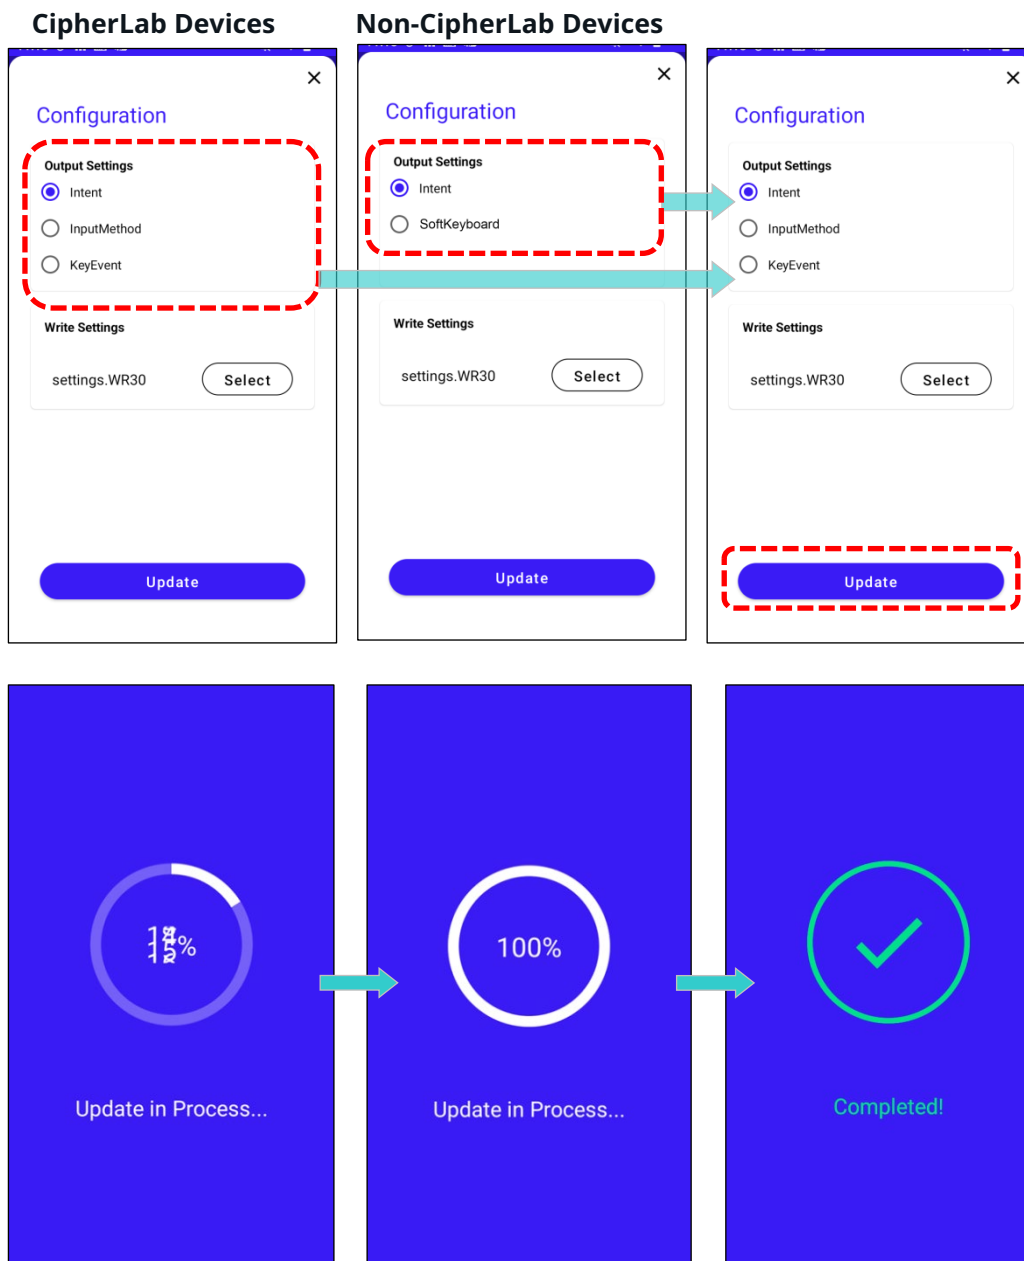 CipherLab Devices
Non-CipherLab Devices
Configuration
Output Settings
Intent
InputMethod
KeyEvent
Write Settings
settings.WR30 Select
Update
Configuration
Output Settings
Intent
SoftKeyboard
Write Settings
settings.WR30 Select
Update
Configuration
Output Settings
Intent
InputMethod
KeyEvent
Write Settings
settings.WR30 Select
Update
Update in Process...
100%
Update in Process...
Completed!